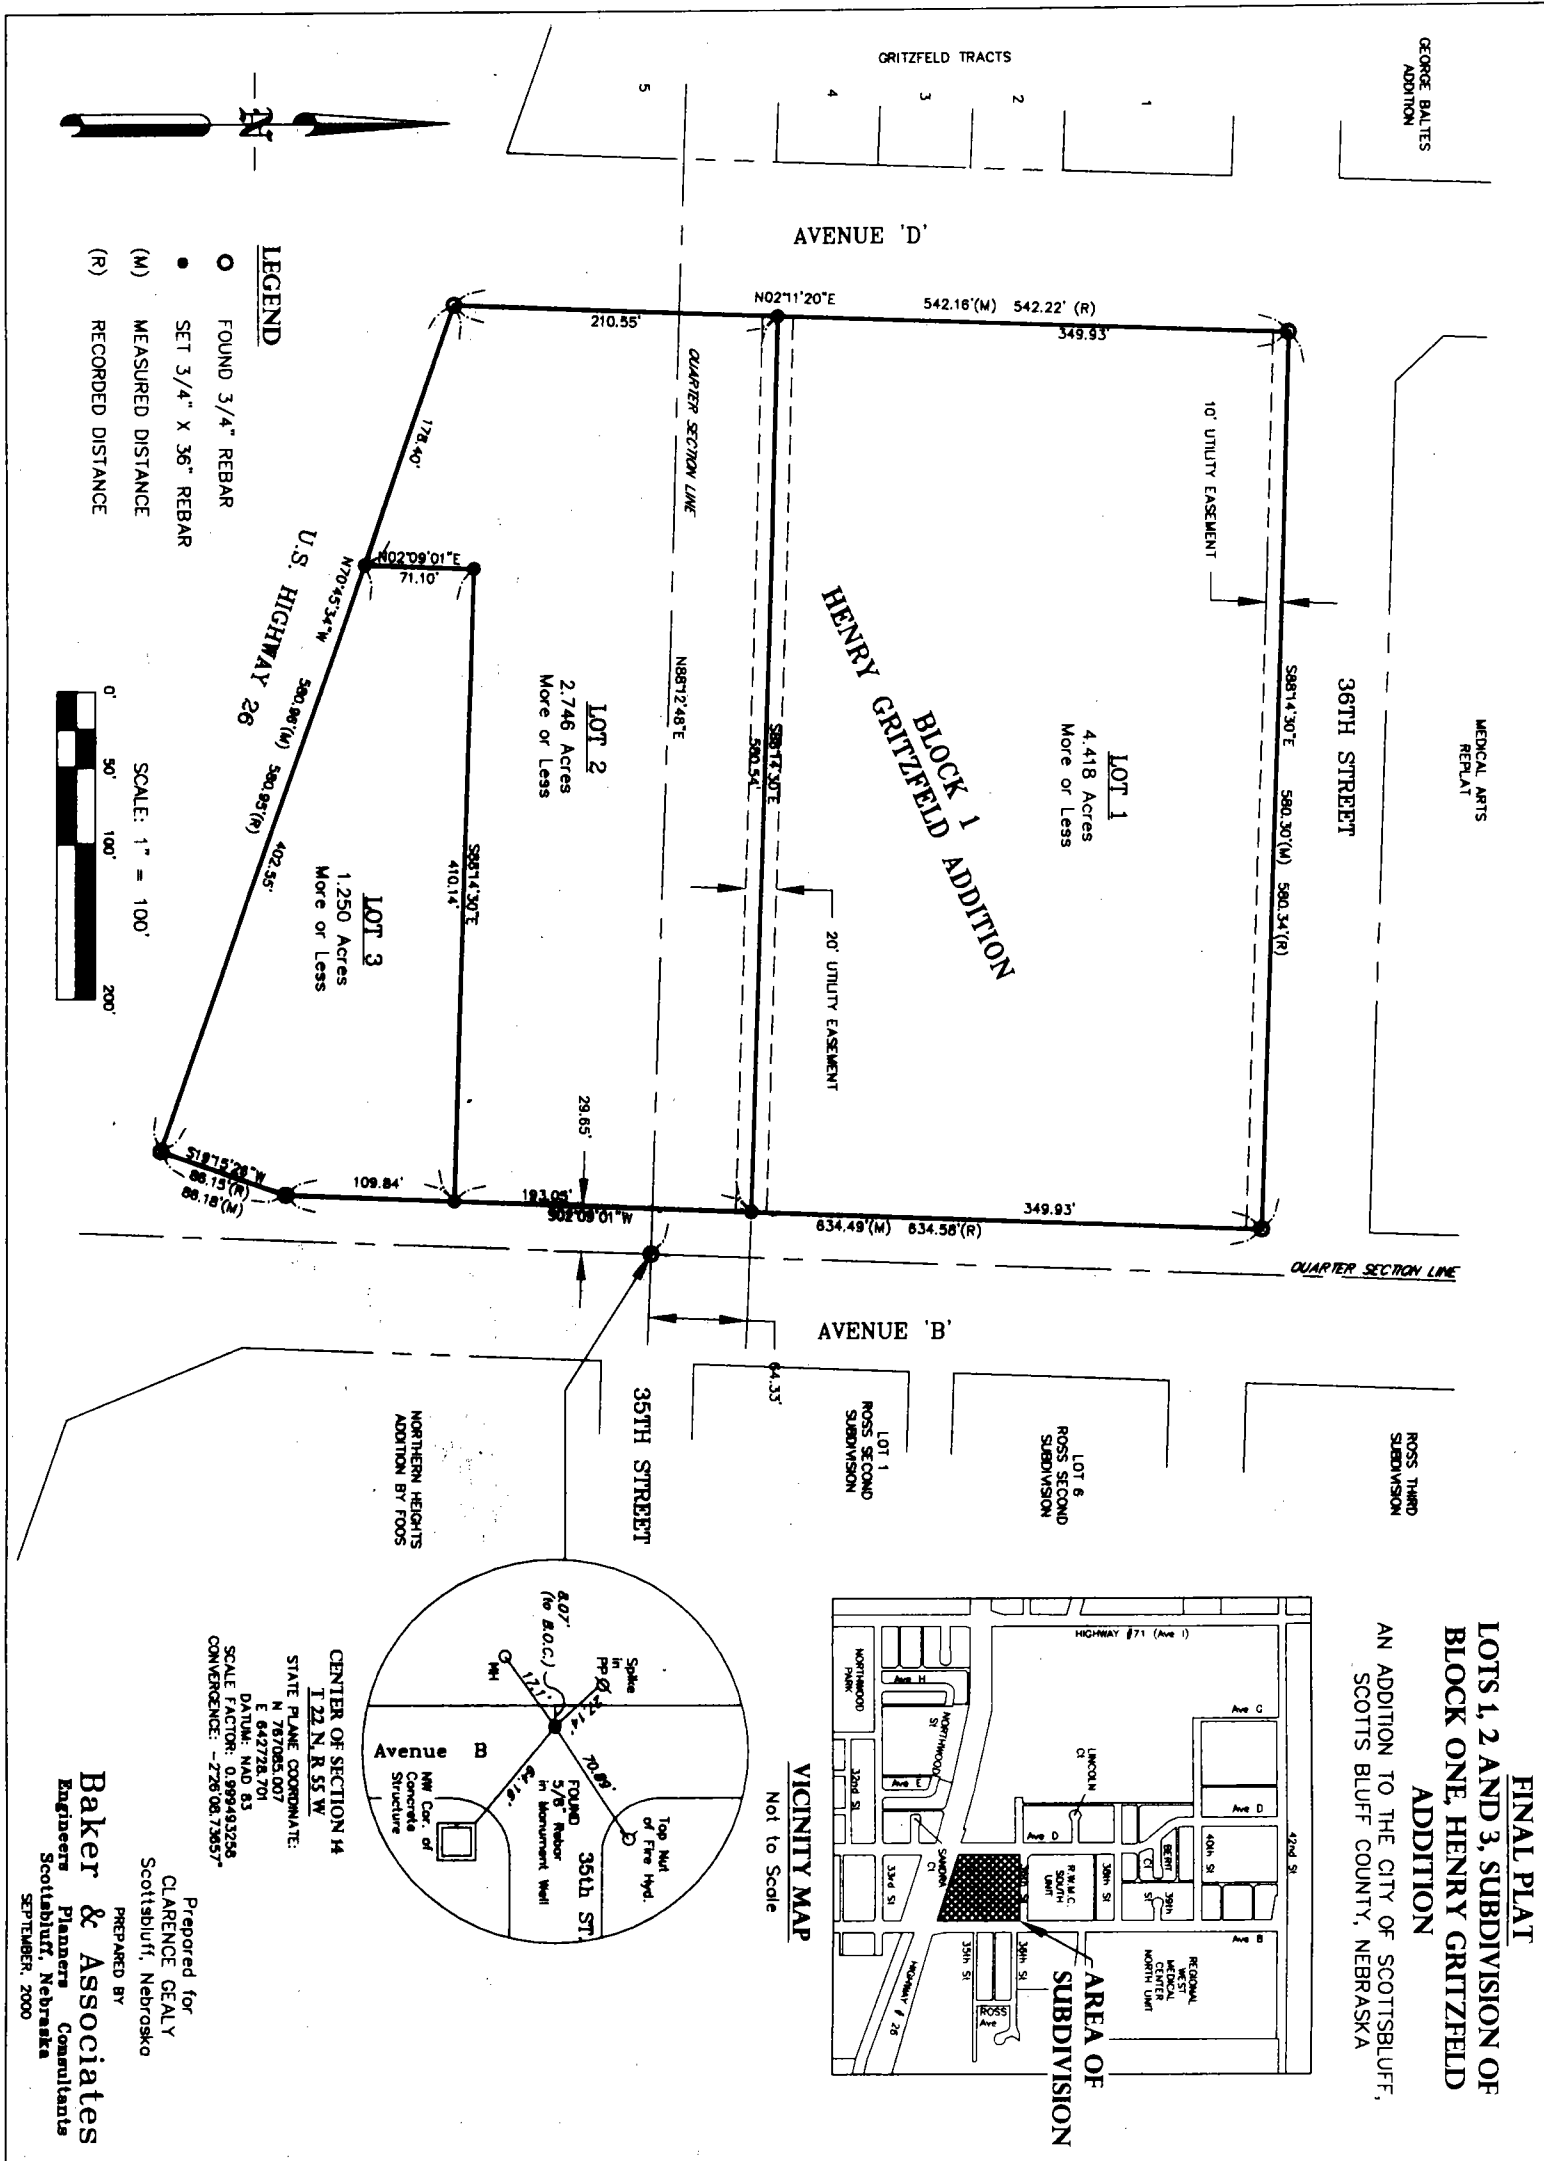 FINAL PLAT
LOTS 1, 2 AND 3, SUBDIVISION OF
BLOCK ONE, HENRY GRITZFELD
ADDITION
AN ADDITION TO THE CITY OF SCOTTSBLUFF,
SCOTTS BLUFF COUNTY, NEBRASKA
GEORGE BALTES
ADDITION
GRITZFELD TRACTS
1
2
3
4
5
AVENUE 'D'
N
MEDICAL ARTS
REPLAT
36TH STREET
S88°14'30"E 580.30'(M) 580.34'(R)
10' UTILITY EASEMENT
N02°11'20"E
542.16'(M) 542.22' (R)
349.93'
210.55'
LOT 1
4.418 Acres
More or Less
BLOCK 1
HENRY GRITZFELD ADDITION
S88°14'30"E
580.54'
20' UTILITY EASEMENT
QUARTER SECTION LINE
N88°12'48"E
LOT 2
2.746 Acres
More or Less
178.40'
N02°09'01"E
71.10'
S88°14'30"E
410.14'
LOT 3
1.250 Acres
More or Less
N70°45'34"W 580.96'(M) 580.95'(R)
402.55'
U.S. HIGHWAY 26
S19°15'26"W
86.15'(R)
86.18'(M)
109.84'
193.05'
S02°09'01"W
29.65'
634.49'(M) 634.58'(R)
349.93'
QUARTER SECTION LINE
AVENUE 'B'
64.33'
35TH STREET
ROSS THIRD
SUBDIVISION
LOT 6
ROSS SECOND
SUBDIVISION
LOT 1
ROSS SECOND
SUBDIVISION
NORTHERN HEIGHTS
ADDITION BY FOOS
LEGEND
FOUND 3/4" REBAR
SET 3/4" X 36" REBAR
(M) MEASURED DISTANCE
(R) RECORDED DISTANCE
SCALE: 1" = 100'
0' 50' 100' 200'
42nd St
HIGHWAY #71 (Ave I)
Ave G
Ave D
Ave B
40th St
BERNT
Ct
39th
St
38th St
LINCOLN
Ct
Ave D
R.W.M.C.
SOUTH
UNIT
REGIONAL
WEST
MEDICAL
CENTER
NORTH UNIT
36th St
35th St
ROSS
Ave
HIGHWAY # 26
Ave H
NORTHWOOD
St
Ave E
NORTHWOOD
PARK
32nd St
33rd St
SANDRA
Ct
AREA OF
SUBDIVISION
VICINITY MAP
Not to Scale
Top Nut
of Fire Hyd.
35th ST.
Spike
in
PP
70.89'
8.07'
(to B.O.C.)
17.1'
MH
FOUND
5/8" Rebar
in Monument Well
64.16'
Avenue B
NW Cor. of
Concrete
Structure
CENTER OF SECTION 14
T 22 N, R 55 W
STATE PLANE COORDINATE:
N 767085.007
E 642728.701
DATUM: NAD 83
SCALE FACTOR: 0.999493258
CONVERGENCE: -2°26'08.73657"
Prepared for
CLARENCE GEALY
Scottsbluff, Nebraska
PREPARED BY
Baker & Associates
Engineers Planners Consultants
Scottsbluff, Nebraska
SEPTEMBER, 2000